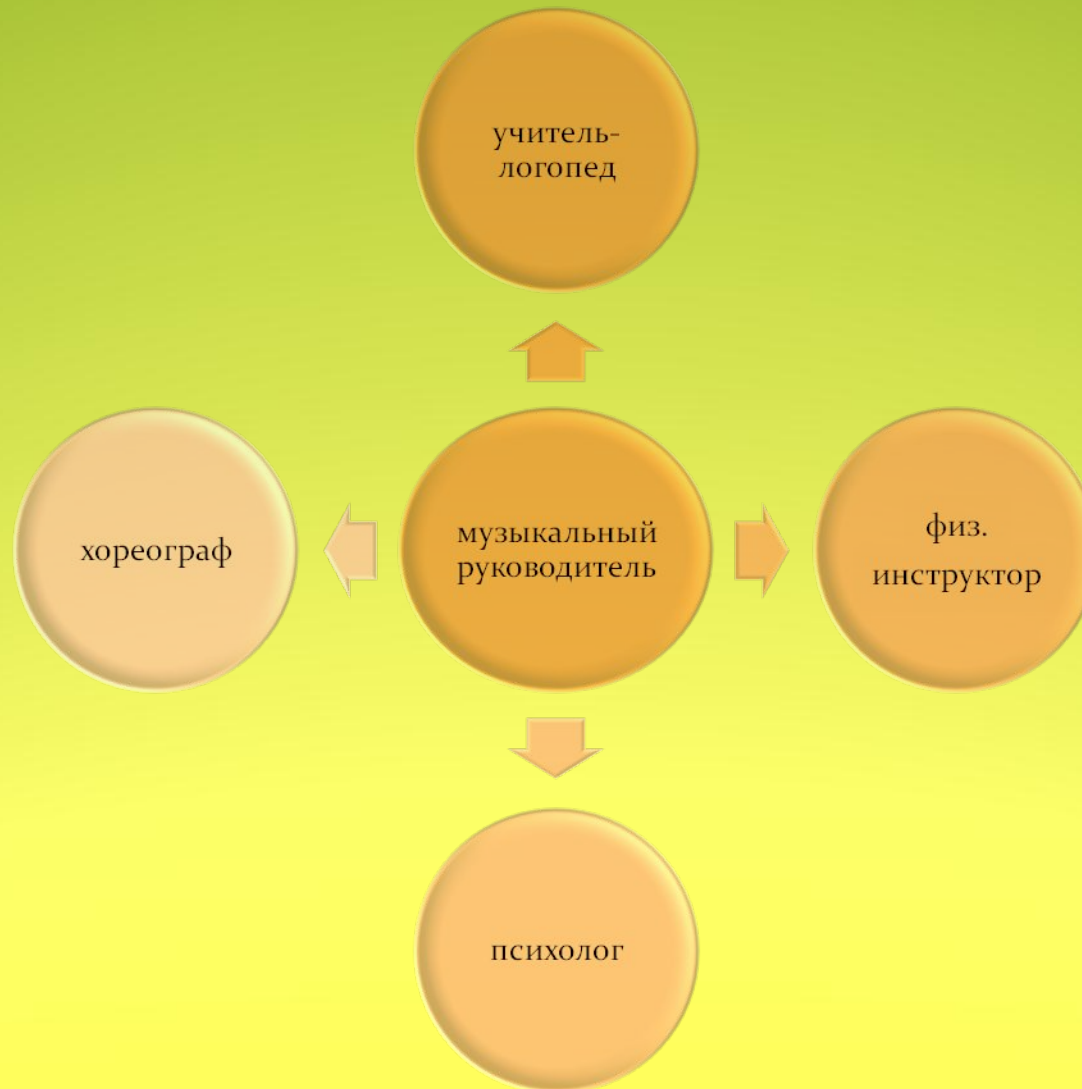 учитель-
логопед
хореограф
музыкальный
руководитель
физ.
инструктор
психолог